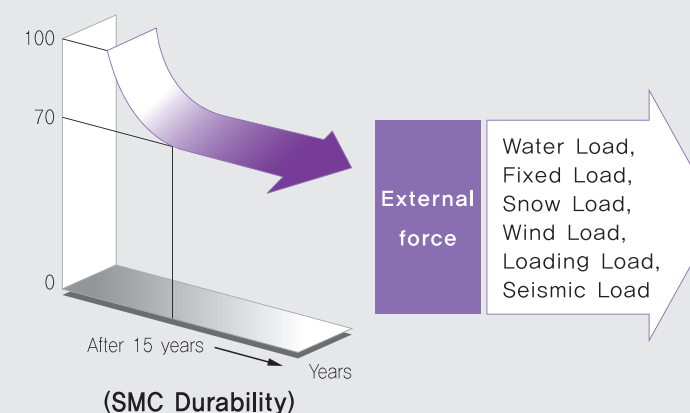 100
70
0
After 15 years
Years
(SMC Durability)
External
force
Water Load,
Fixed Load,
Snow Load,
Wind Load,
Loading Load,
Seismic Load